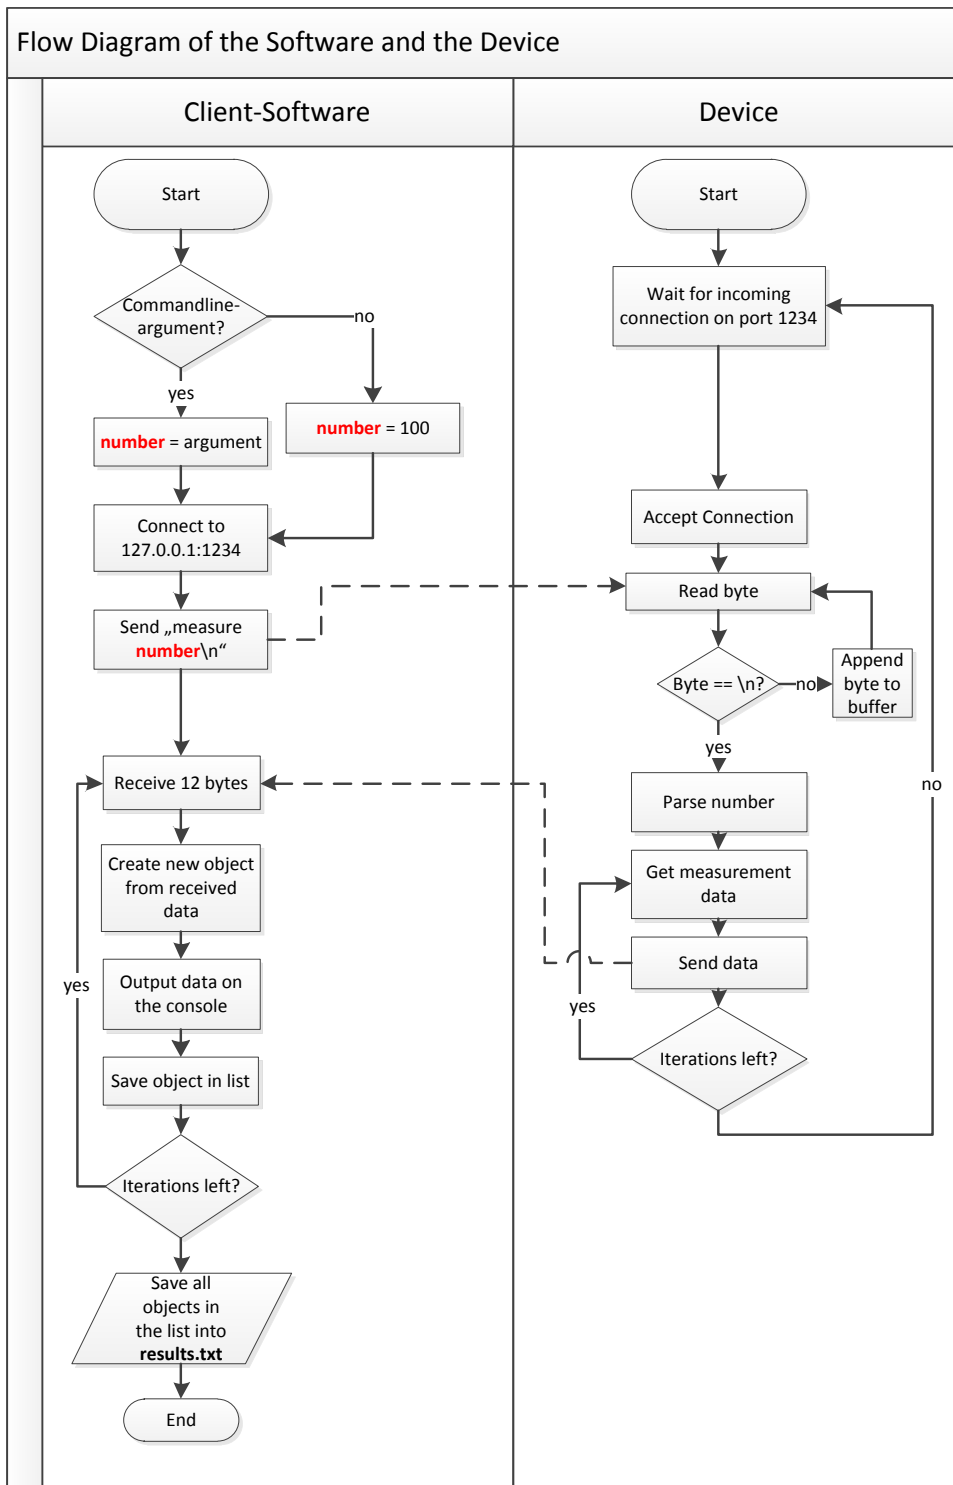 Flow Diagram of the Software and the Device
Client-Software
Start
Commandline-
argument?
no
yes
number = argument
number = 100
Connect to
127.0.0.1:1234
Send „measure
number\n“
Receive 12 bytes
Create new object
from received
data
Output data on
the console
yes
Save object in list
Iterations left?
Save all
objects in
the list into
results.txt
End
Device
Start
Wait for incoming
connection on port 1234
Accept Connection
Read byte
Byte == \n?
no
Append
byte to
buffer
yes
Parse number
no
Get measurement
data
Send data
yes
Iterations left?